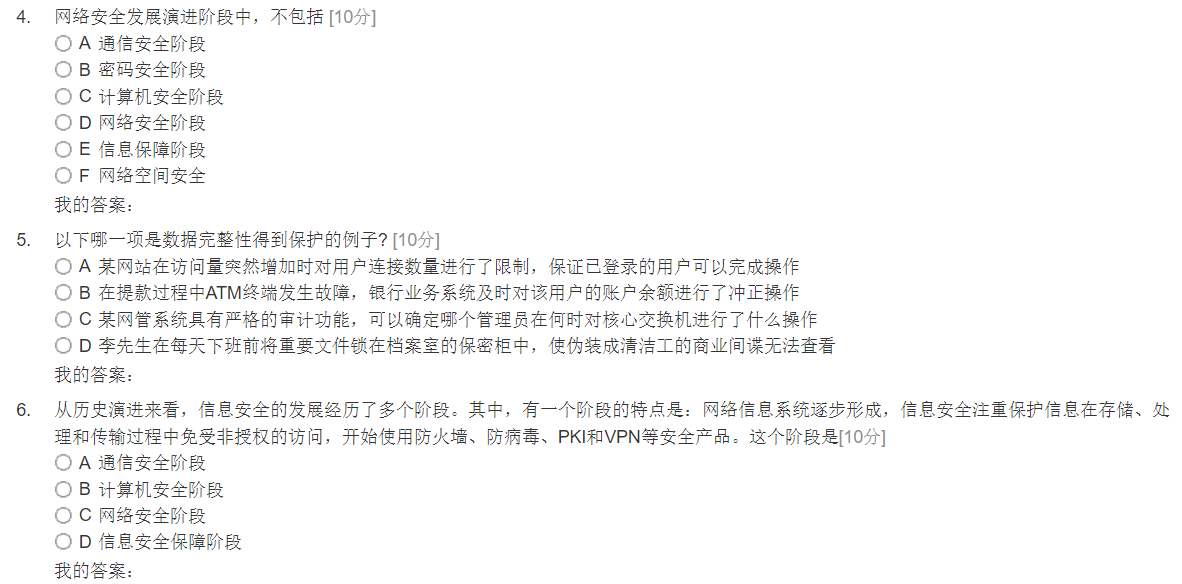 4. 网络安全发展演进阶段中，不包括 [10分]
A 通信安全阶段
B 密码安全阶段
C 计算机安全阶段
D 网络安全阶段
E 信息保障阶段
F 网络空间安全
我的答案：
5. 以下哪一项是数据完整性得到保护的例子? [10分]
A 某网站在访问量突然增加时对用户连接数量进行了限制，保证已登录的用户可以完成操作
B 在提款过程中ATM终端发生故障，银行业务系统及时对该用户的账户余额进行了冲正操作
C 某网管系统具有严格的审计功能，可以确定哪个管理员在何时对核心交换机进行了什么操作
D 李先生在每天下班前将重要文件锁在档案室的保密柜中，使伪装成清洁工的商业间谍无法查看
我的答案：
6. 从历史演进来看，信息安全的发展经历了多个阶段。其中，有一个阶段的特点是：网络信息系统逐步形成，信息安全注重保护信息在存储、处
理和传输过程中免受非授权的访问，开始使用防火墙、防病毒、PKI和VPN等安全产品。这个阶段是[10分]
A 通信安全阶段
B 计算机安全阶段
C 网络安全阶段
D 信息安全保障阶段
我的答案：